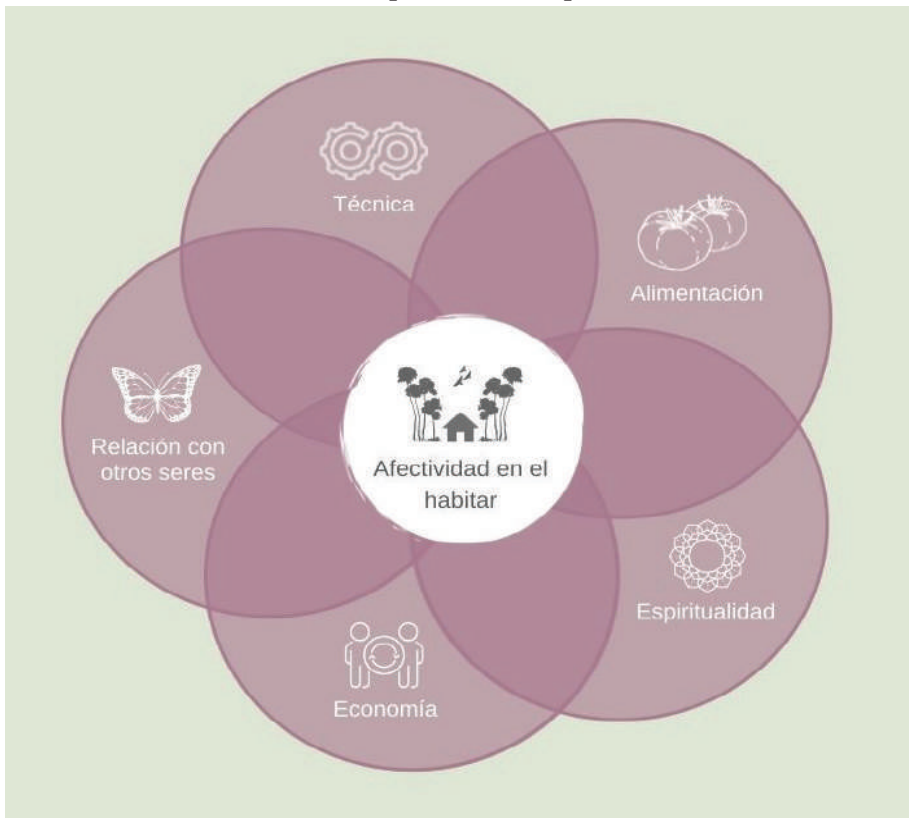 Técnica
Alimentación
Relación con
otros seres
Afectividad en el
habitar
Espiritualidad
Economía